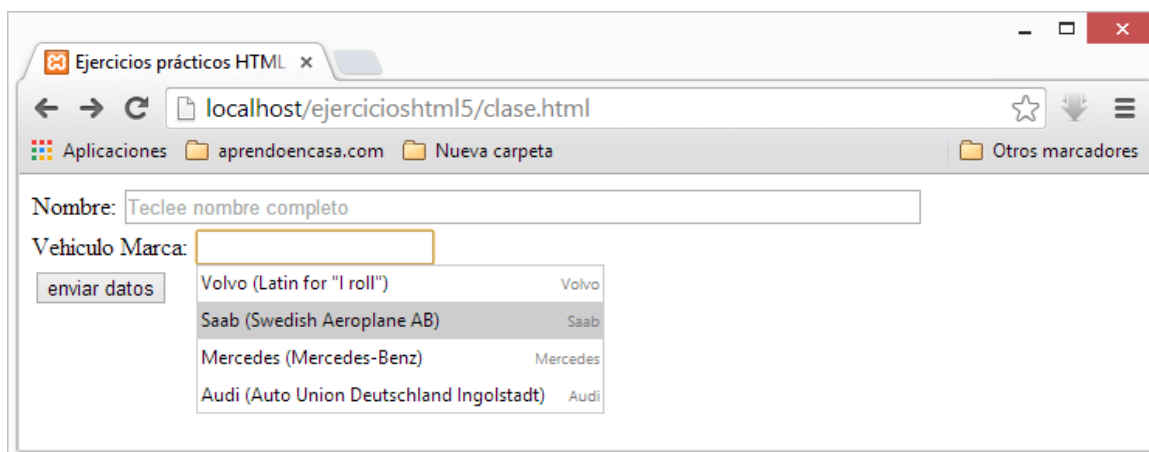 Ejercicios prácticos HTML
localhost/ejercicioshtml5/clase.html
Aplicaciones aprendoencasa.com Nueva carpeta Otros marcadores
Nombre: Teclee nombre completo
Vehiculo Marca:
enviar datos
Volvo (Latin for "I roll") Volvo
Saab (Swedish Aeroplane AB) Saab
Mercedes (Mercedes-Benz) Mercedes
Audi (Auto Union Deutschland Ingolstadt) Audi